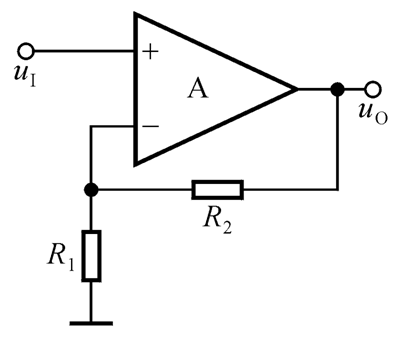 +
u_I
A
u_O
−
R_2
R_1